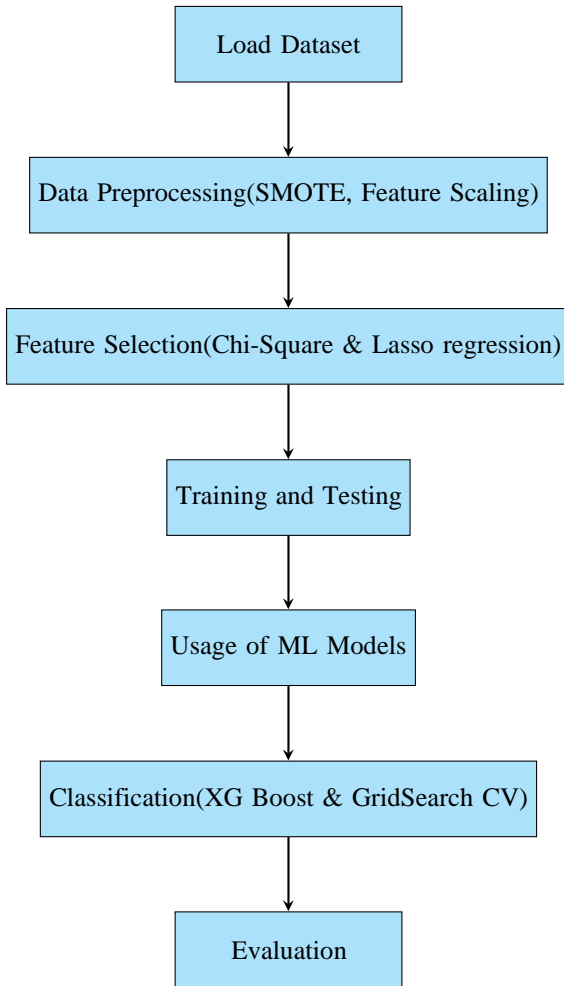 Load Dataset
Data Preprocessing(SMOTE, Feature Scaling)
Feature Selection(Chi-Square & Lasso regression)
Training and Testing
Usage of ML Models
Classification(XG Boost & GridSearch CV)
Evaluation